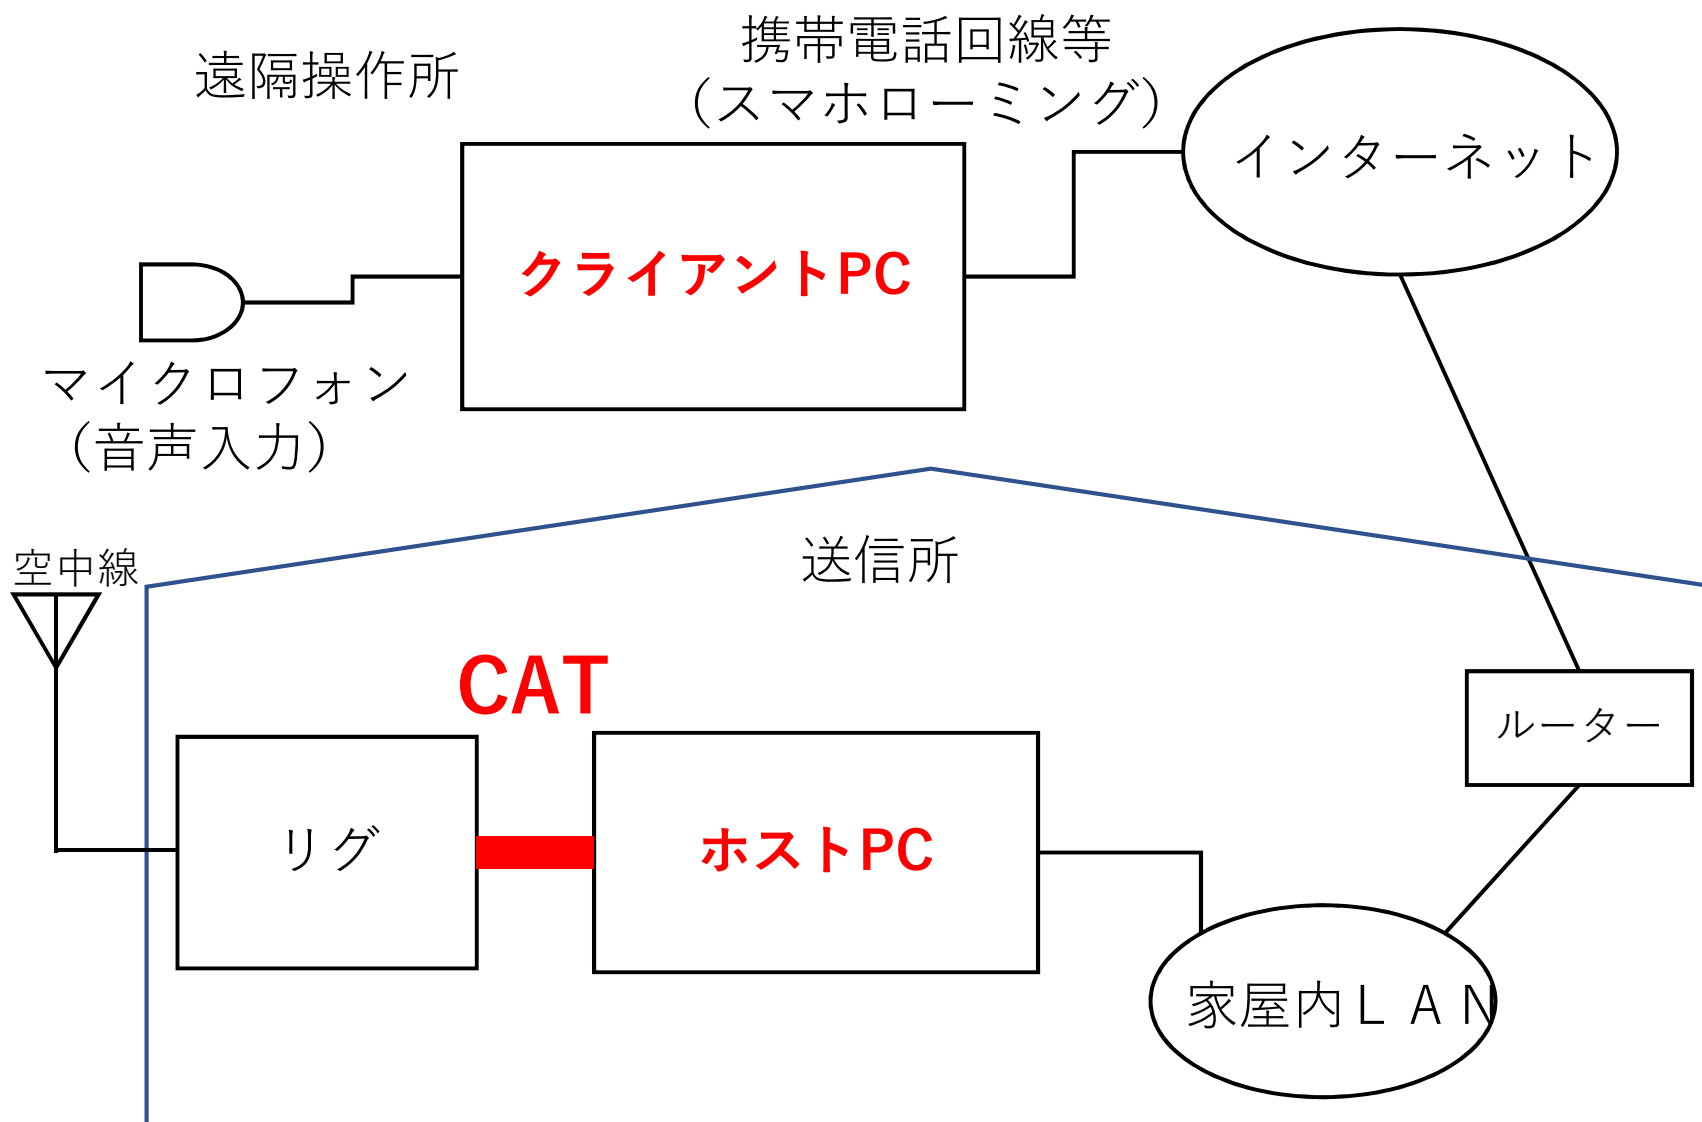 遠隔操作所
携帯電話回線等
（スマホローミング）
インターネット
クライアントPC
マイクロフォン
（音声入力）
送信所
空中線
CAT
ルーター
リグ
ホストPC
家屋内ＬＡＮ